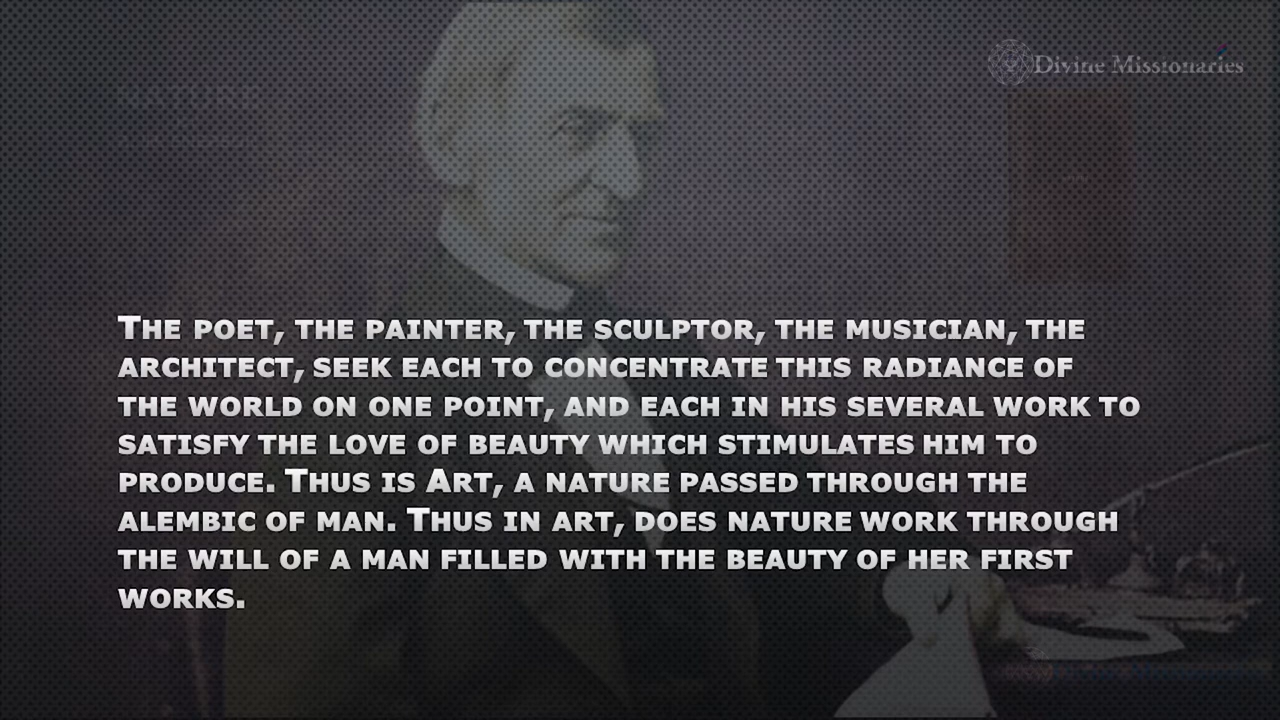 Divine Missionaries
NATURE
The poet, the painter, the sculptor, the musician, the
architect, seek each to concentrate this radiance of
the world on one point, and each in his several work to
satisfy the love of beauty which stimulates him to
produce. Thus is Art, a nature passed through the
alembic of man. Thus in art, does nature work through
the will of a man filled with the beauty of her first
works.